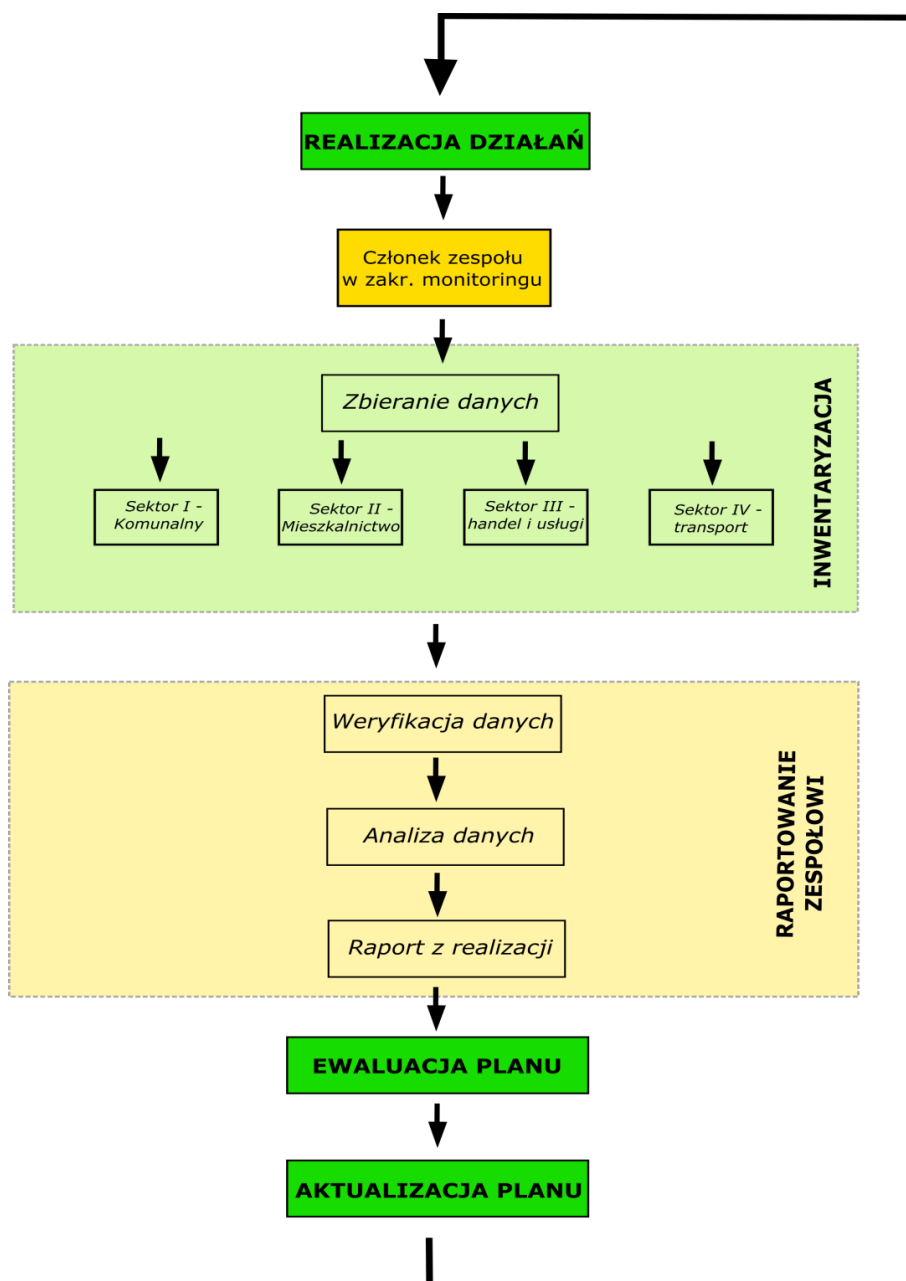 REALIZACJA DZIAŁAŃ
Członek zespołu
w zakr. monitoringu
Zbieranie danych
Sektor I -
Komunalny
Sektor II -
Mieszkalnictwo
Sektor III -
handel i usługi
Sektor IV -
transport
INWENTARYZACJA
Weryfikacja danych
Analiza danych
Raport z realizacji
RAPORTOWANIE
ZESPOŁOWI
EWALUACJA PLANU
AKTUALIZACJA PLANU